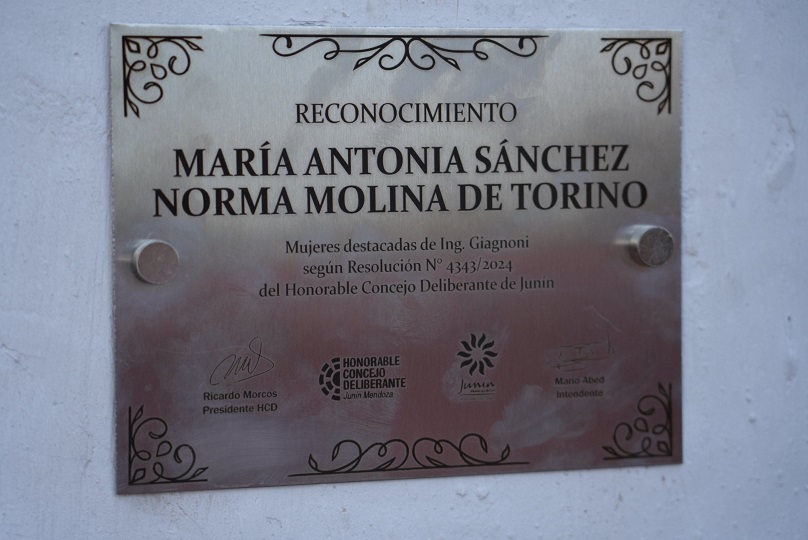 RECONOCIMIENTO
MARÍA ANTONIA SÁNCHEZ
NORMA MOLINA DE TORINO
Mujeres destacadas de Ing. Giagnoni
según Resolución N° 4343/2024
del Honorable Concejo Deliberante de Junín
Ricardo Morcos
Presidente HCD
HONORABLE
CONCEJO
DELIBERANTE
Junín Mendoza
Junín
Mario Abed
Intendente